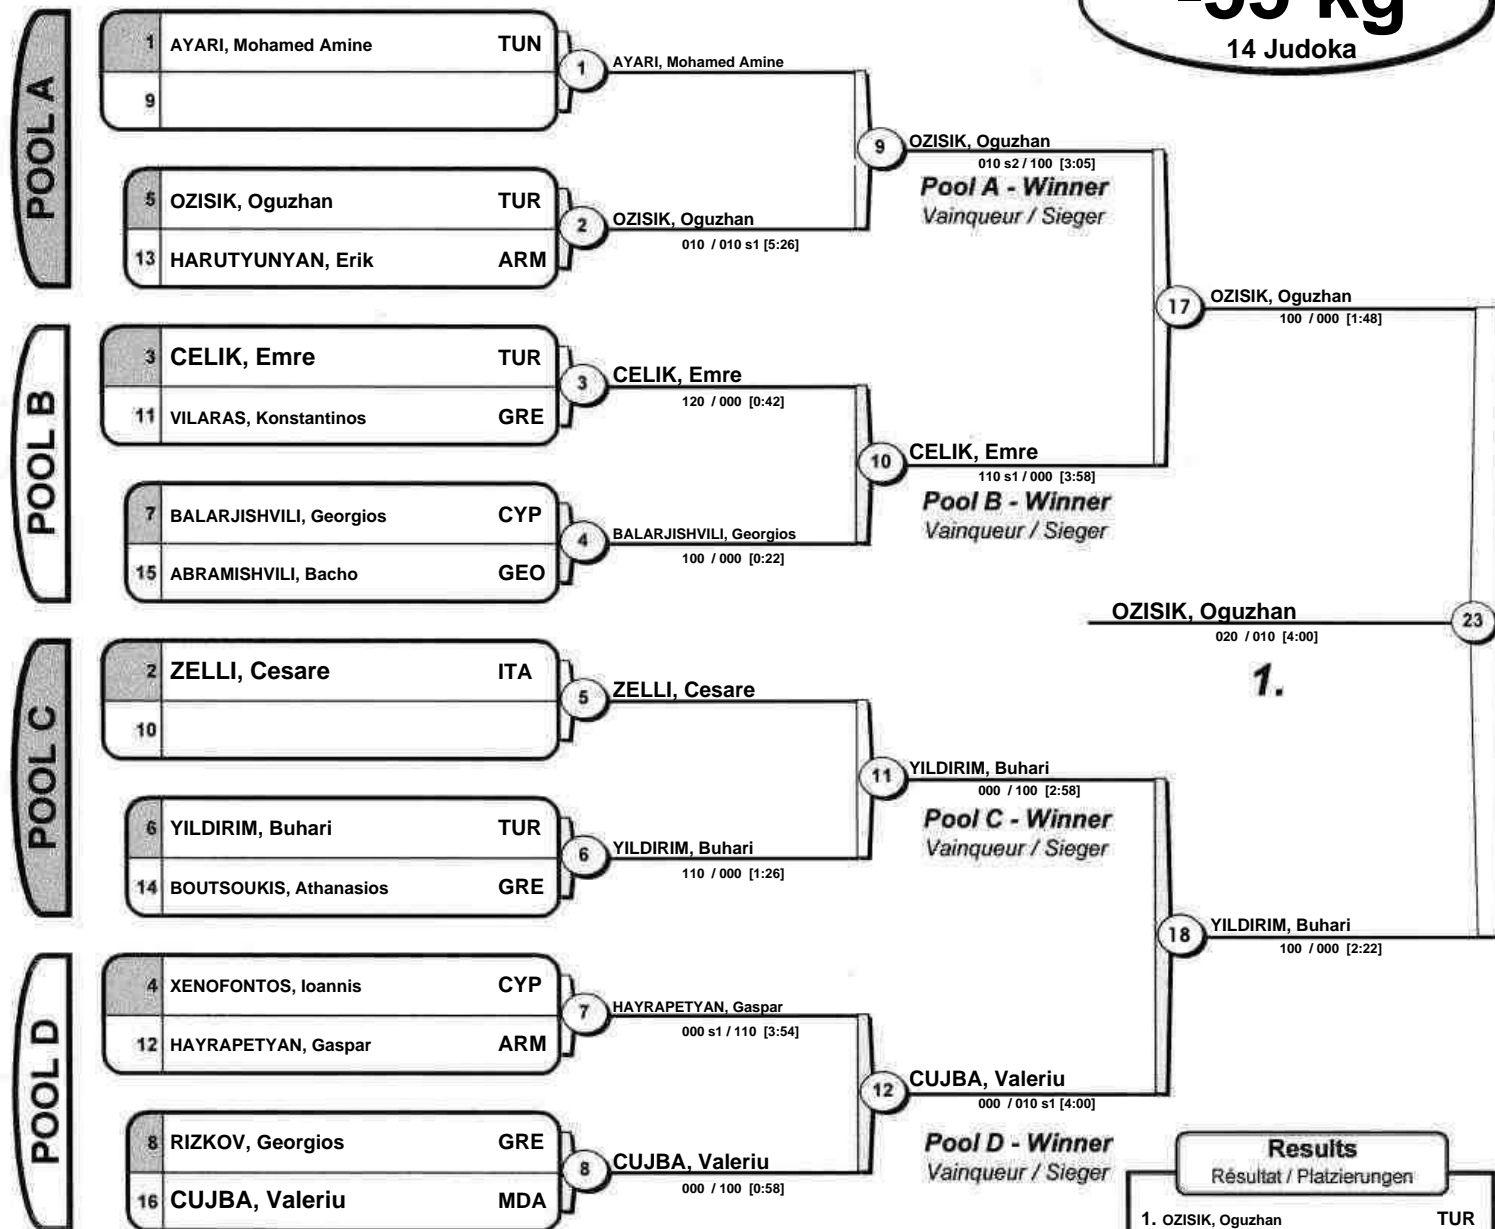 -55 kg
14 Judoka
POOL A
1 AYARI, Mohamed Amine TUN
9
5 OZISIK, Oguzhan TUR
13 HARUTYUNYAN, Erik ARM
1 AYARI, Mohamed Amine
2 OZISIK, Oguzhan
010 / 010 s1 [5:26]
9 OZISIK, Oguzhan
010 s2 / 100 [3:05]
Pool A - Winner
Vainqueur / Sieger
POOL B
3 CELIK, Emre TUR
11 VILARAS, Konstantinos GRE
7 BALARJISHVILI, Georgios CYP
15 ABRAMISHVILI, Bacho GEO
3 CELIK, Emre
120 / 000 [0:42]
4 BALARJISHVILI, Georgios
100 / 000 [0:22]
10 CELIK, Emre
110 s1 / 000 [3:58]
Pool B - Winner
Vainqueur / Sieger
17 OZISIK, Oguzhan
100 / 000 [1:48]
OZISIK, Oguzhan 23
020 / 010 [4:00]
1.
POOL C
2 ZELLI, Cesare ITA
10
6 YILDIRIM, Buhari TUR
14 BOUTSOUKIS, Athanasios GRE
5 ZELLI, Cesare
6 YILDIRIM, Buhari
110 / 000 [1:26]
11 YILDIRIM, Buhari
000 / 100 [2:58]
Pool C - Winner
Vainqueur / Sieger
POOL D
4 XENOFONTOS, Ioannis CYP
12 HAYRAPETYAN, Gaspar ARM
8 RIZKOV, Georgios GRE
16 CUJBA, Valeriu MDA
7 HAYRAPETYAN, Gaspar
000 s1 / 110 [3:54]
8 CUJBA, Valeriu
000 / 100 [0:58]
12 CUJBA, Valeriu
000 / 010 s1 [4:00]
Pool D - Winner
Vainqueur / Sieger
18 YILDIRIM, Buhari
100 / 000 [2:22]
Results
Résultat / Platzierungen
1. OZISIK, Oguzhan TUR